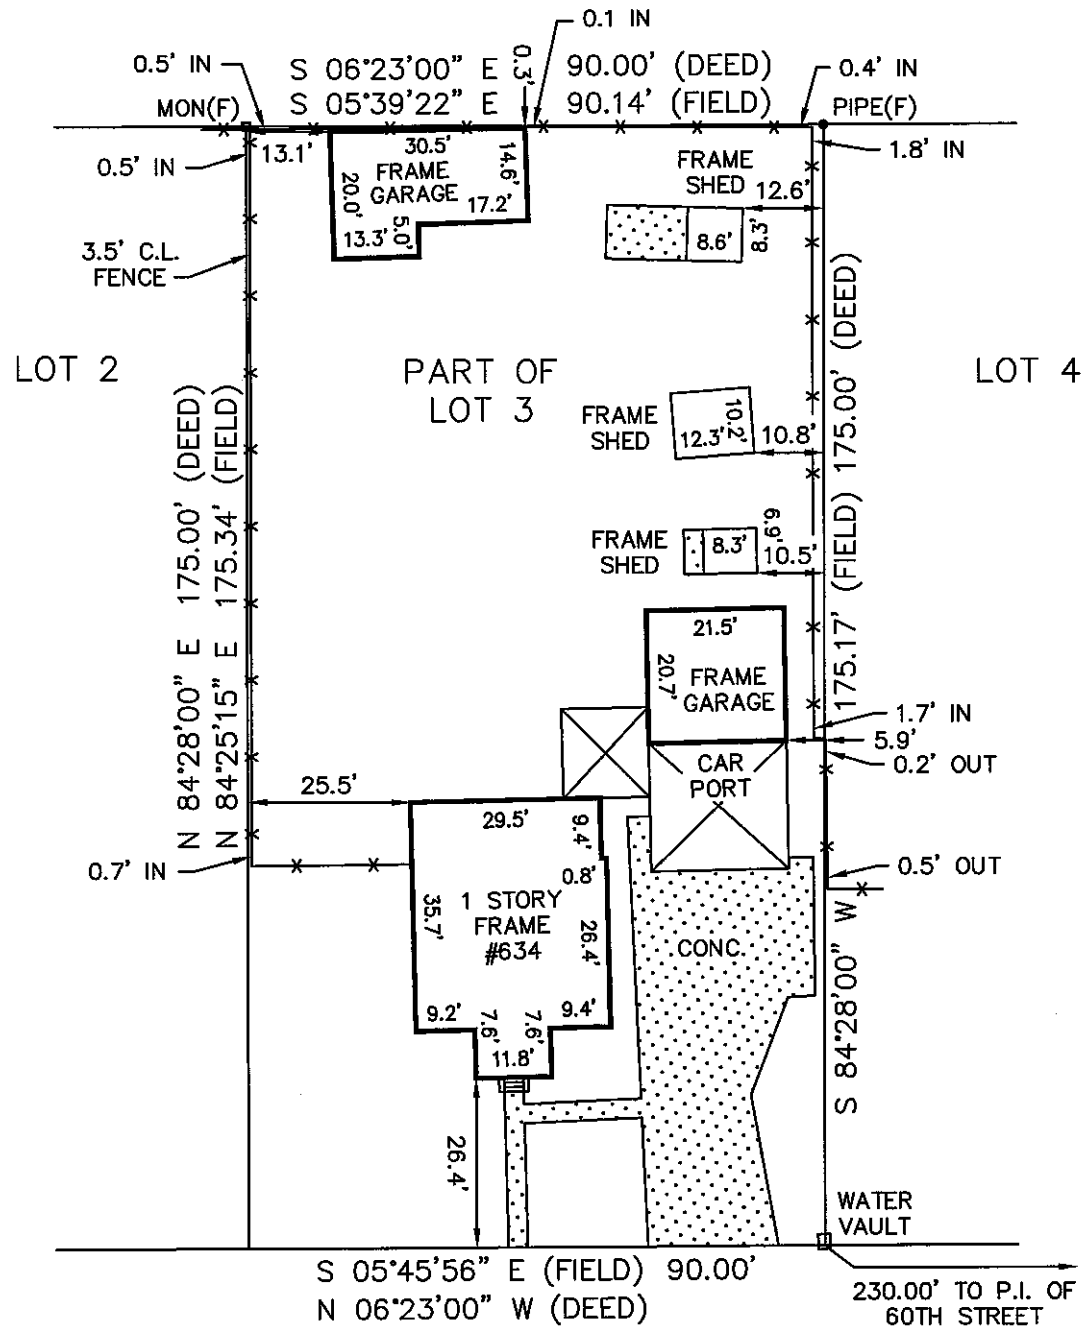 0.1 IN
0.5' IN
S 06°23'00" E 90.00' (DEED)
0.3'
0.4' IN
MON(F)
S 05°39'22" E 90.14' (FIELD)
PIPE(F)
0.5' IN
13.1'
30.5'
FRAME
GARAGE
14.6'
20.0'
17.2'
5.0'
13.3'
FRAME
SHED
1.8' IN
12.6'
8.6'
8.3'
3.5' C.L.
FENCE
LOT 2
PART OF
LOT 3
LOT 4
FRAME
SHED
10.2'
12.3'
10.8'
FRAME
SHED
8.3'
6.9'
10.5'
N 84°28'00" E 175.00' (DEED)
N 84°25'15" E 175.34' (FIELD)
S 84°28'00" W 175.17' (FIELD) 175.00' (DEED)
21.5'
20.7'
FRAME
GARAGE
1.7' IN
5.9'
0.2' OUT
CAR
PORT
25.5'
29.5'
9.4'
0.7' IN
0.8'
0.5' OUT
35.7'
1 STORY
FRAME
#634
26.4'
CONC.
9.2'
7.6'
7.6'
9.4'
11.8'
26.4'
WATER
VAULT
S 05°45'56" E (FIELD) 90.00'
N 06°23'00" W (DEED)
230.00' TO P.I. OF
60TH STREET